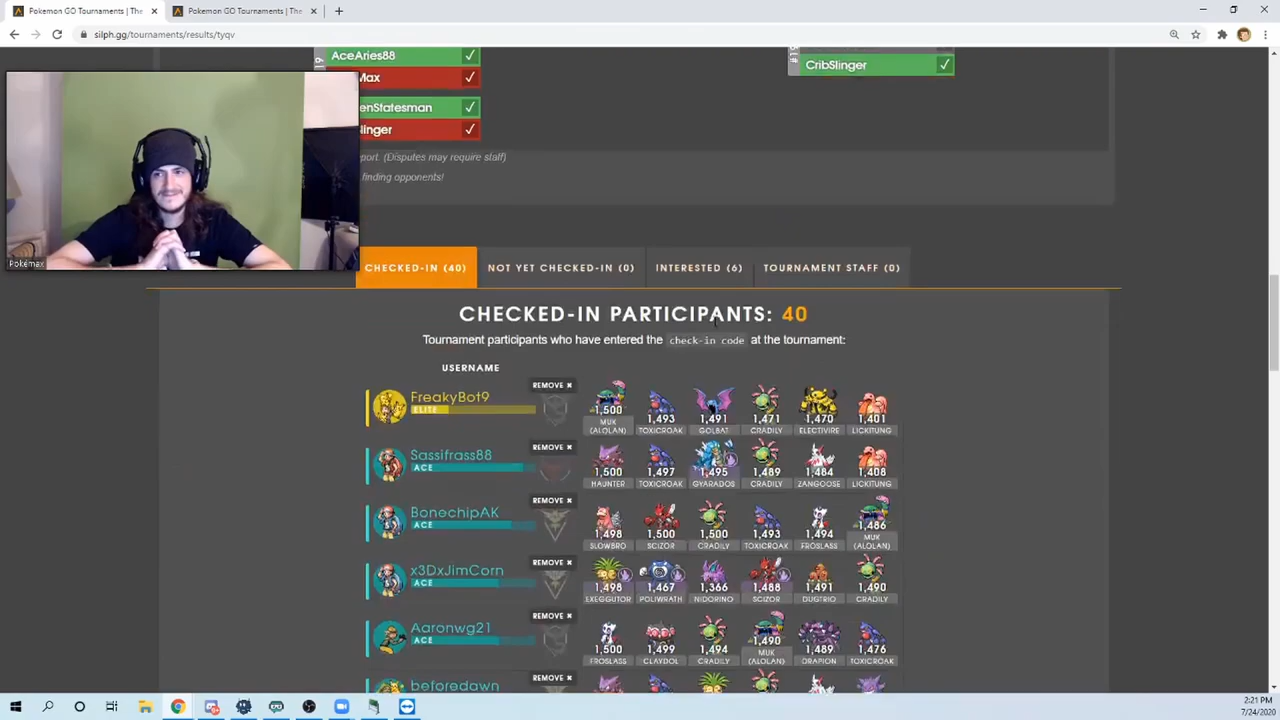 Pokemon GO Tournaments | The
Pokemon GO Tournaments | The
silph.gg/tournaments/results/tyqv
AceAries88
Max
enStatesman
linger
CribSlinger
port. (Disputes may require staff)
finding opponents!
Pokémax
CHECKED-IN (40)
NOT YET CHECKED-IN (0)
INTERESTED (6)
TOURNAMENT STAFF (0)
CHECKED-IN PARTICIPANTS: 40
Tournament participants who have entered the check-in code at the tournament:
USERNAME
FreakyBot9
ELITE
REMOVE ×
1,500 1,493 1,491 1,471 1,470 1,401
MUK (ALOLAN) TOXICROAK GOLBAT CRADILY ELECTIVIRE LICKITUNG
Sassifrass88
ACE
REMOVE ×
1,500 1,497 1,495 1,489 1,484 1,408
HAUNTER TOXICROAK GYARADOS CRADILY ZANGOOSE LICKITUNG
BonechipAK
ACE
REMOVE ×
1,498 1,500 1,500 1,493 1,494 1,486
SLOWBRO SCIZOR CRADILY TOXICROAK FROSLASS MUK (ALOLAN)
x3DxJimCorn
ACE
REMOVE ×
1,498 1,467 1,366 1,488 1,491 1,490
EXEGGUTOR POLIWRATH NIDORINO SCIZOR DUGTRIO CRADILY
Aaronwg21
ACE
REMOVE ×
1,500 1,499 1,494 1,490 1,489 1,476
FROSLASS CLAYDOL CRADILY MUK (ALOLAN) DRAPION TOXICROAK
beforedawn
REMOVE ×
2:21 PM
7/24/2020